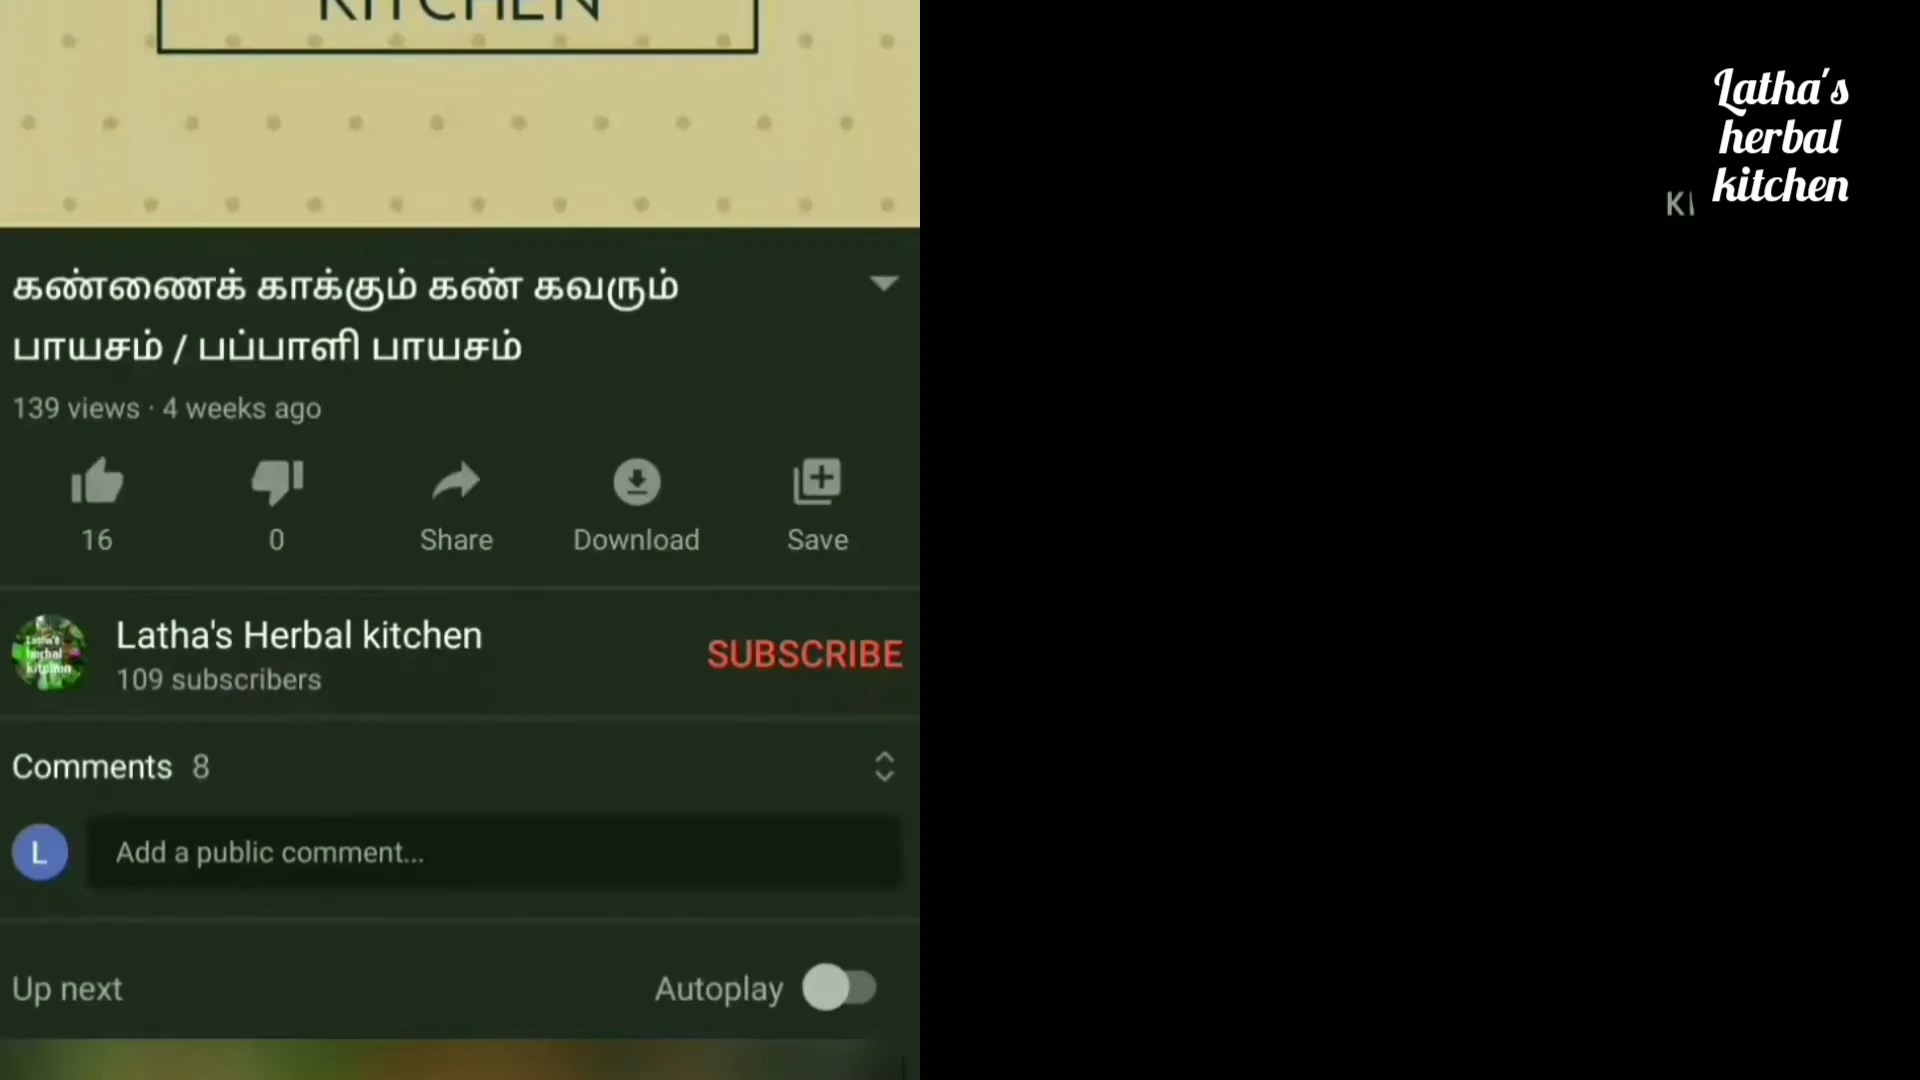 KITCHEN
கண்ணைக் காக்கும் கண் கவரும்
பாயசம் / பப்பாளி பாயசம்
139 views · 4 weeks ago
16
0
Share
Download
Save
Latha's Herbal kitchen
109 subscribers
SUBSCRIBE
Comments 8
L
Add a public comment...
Up next
Autoplay
Latha's
herbal
kitchen